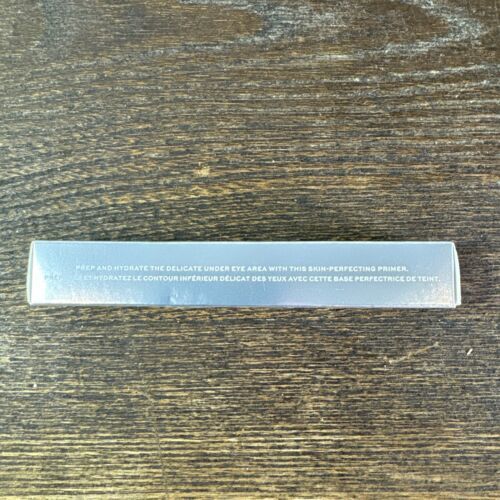 PREP AND HYDRATE THE DELICATE UNDER EYE AREA WITH THIS SKIN-PERFECTING PRIMER.
ET HYDRATEZ LE CONTOUR INFÉRIEUR DÉLICAT DES YEUX AVEC CETTE BASE PERFECTRICE DE TEINT.